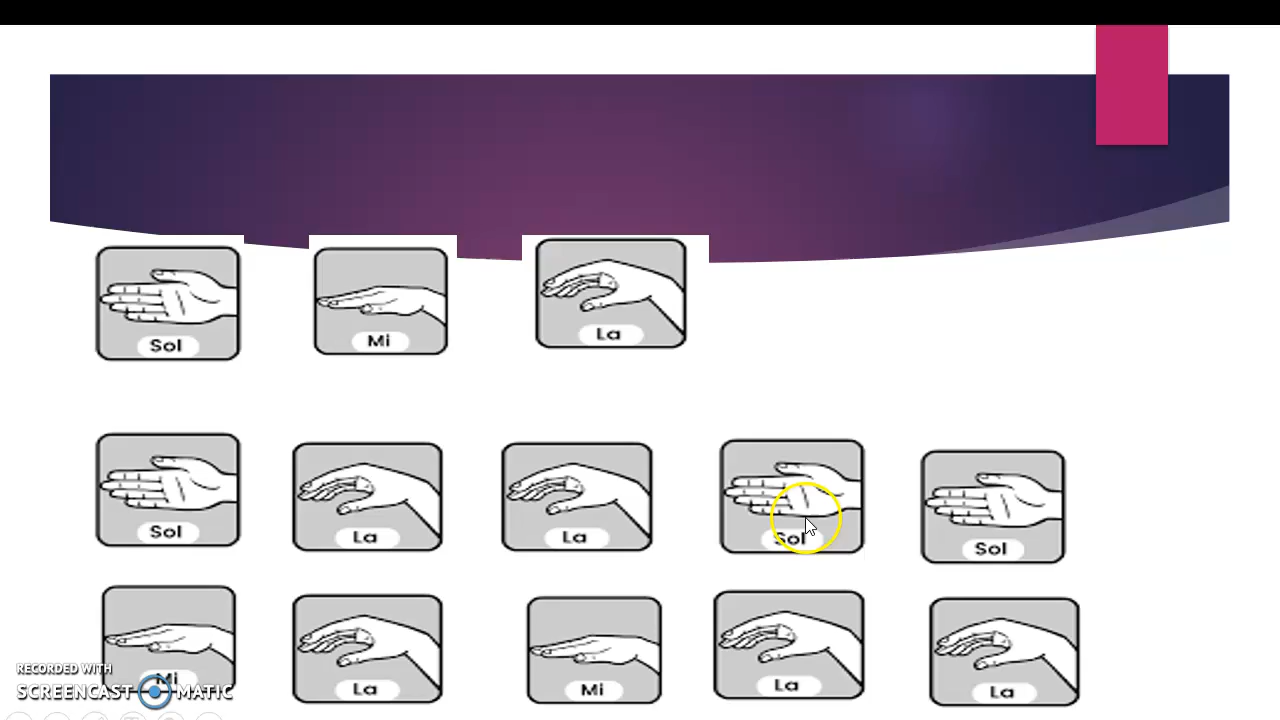 Sol Mi La
Sol La La Sol Sol
Mi La Mi La La
RECORDED WITH
SCREENCAST MATIC